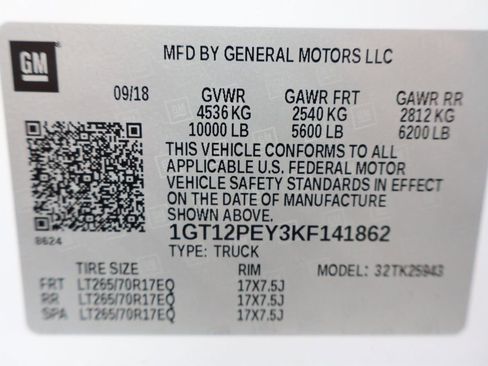 GM
MFD BY GENERAL MOTORS LLC
09/18 GVWR GAWR FRT GAWR RR
4536 KG 2540 KG 2812 KG
10000 LB 5600 LB 6200 LB
THIS VEHICLE CONFORMS TO ALL
APPLICABLE U.S. FEDERAL MOTOR
VEHICLE SAFETY STANDARDS IN EFFECT
ON THE DATE OF MANUFACTURE
SHOWN ABOVE.
8624
1GT12PEY3KF141862
TYPE: TRUCK
TIRE SIZE RIM MODEL: 32TK25943
FRT LT265/70R17EQ 17X7.5J
RR LT265/70R17EQ 17X7.5J
SPA LT265/70R17EQ 17X7.5J